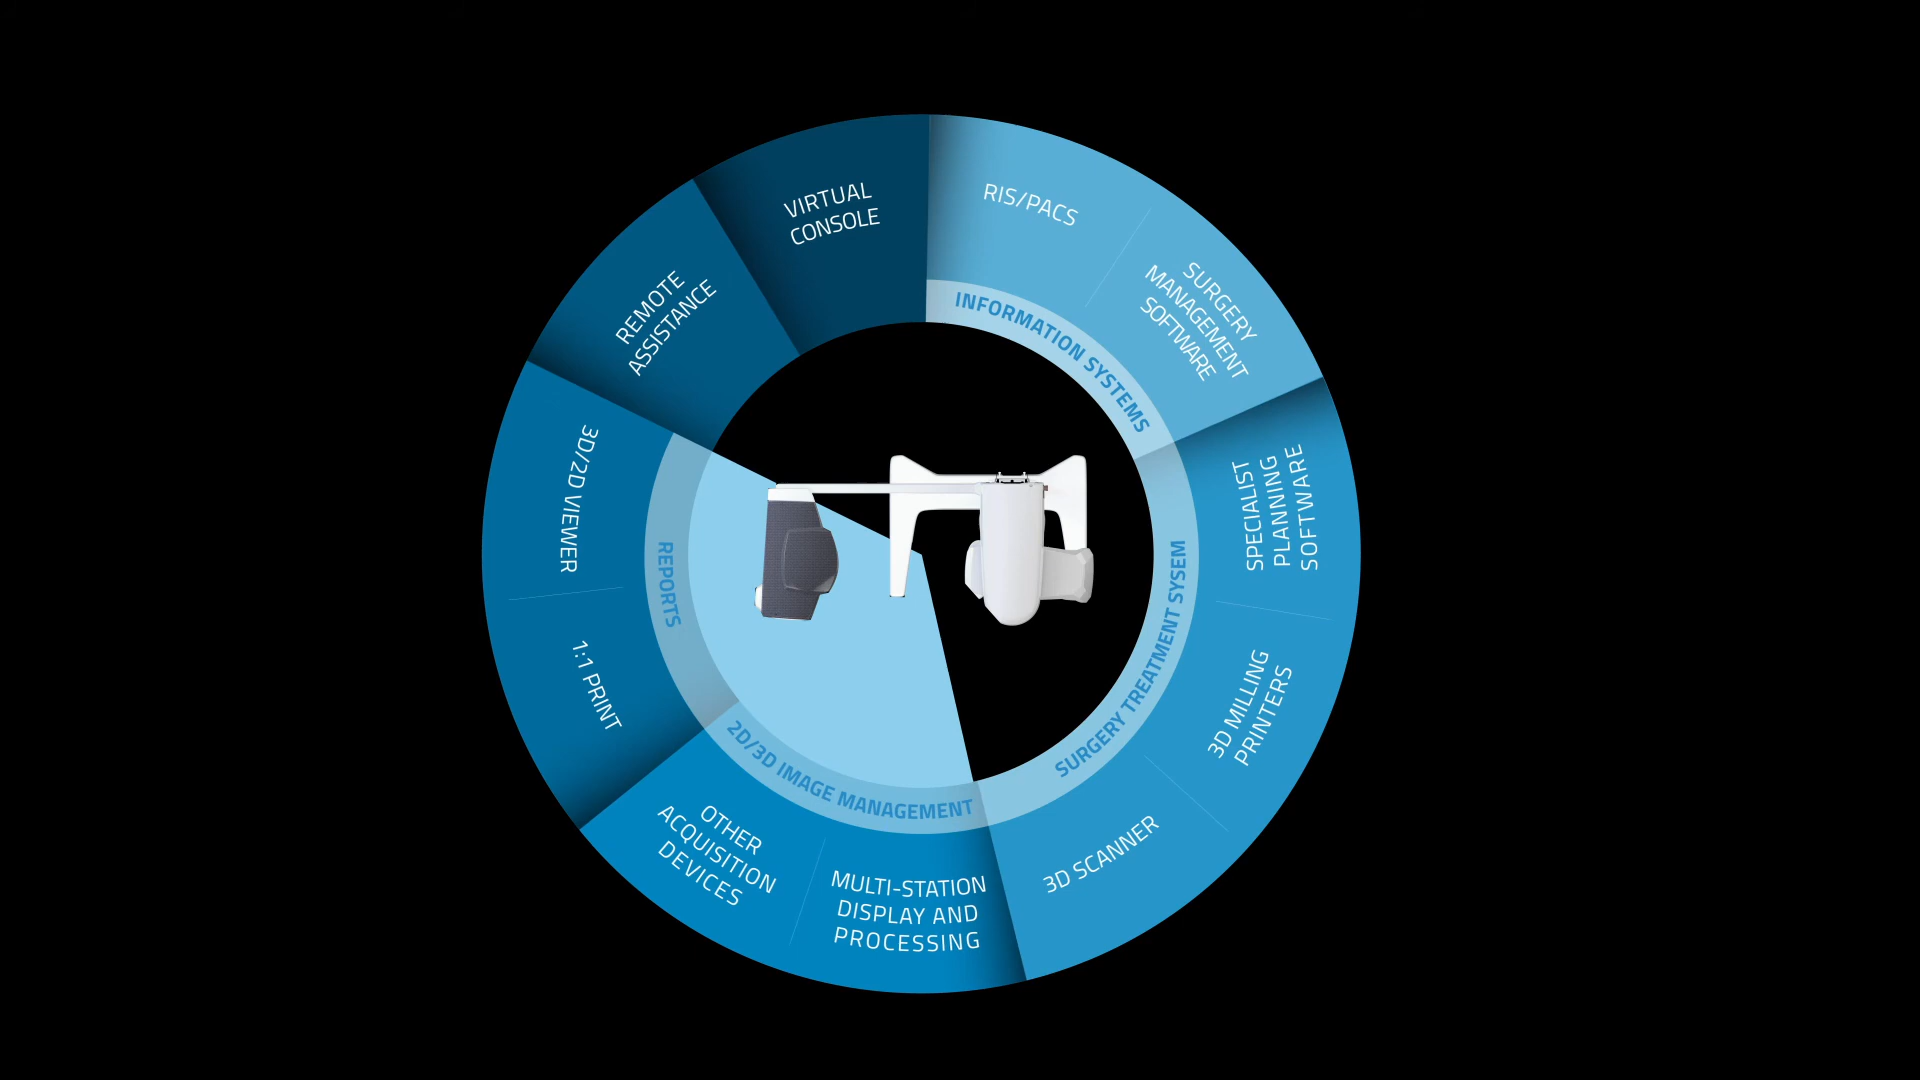 VIRTUAL
CONSOLE
RIS/PACS
SURGERY
MANAGEMENT
SOFTWARE
INFORMATION SYSTEMS
SPECIALIST
PLANNING
SOFTWARE
3D MILLING
PRINTERS
3D SCANNER
SURGERY TREATMENT SYSEM
MULTI-STATION
DISPLAY AND
PROCESSING
OTHER
ACQUISITION
DEVICES
2D/3D IMAGE MANAGEMENT
1:1 PRINT
3D/2D VIEWER
REPORTS
REMOTE
ASSISTANCE